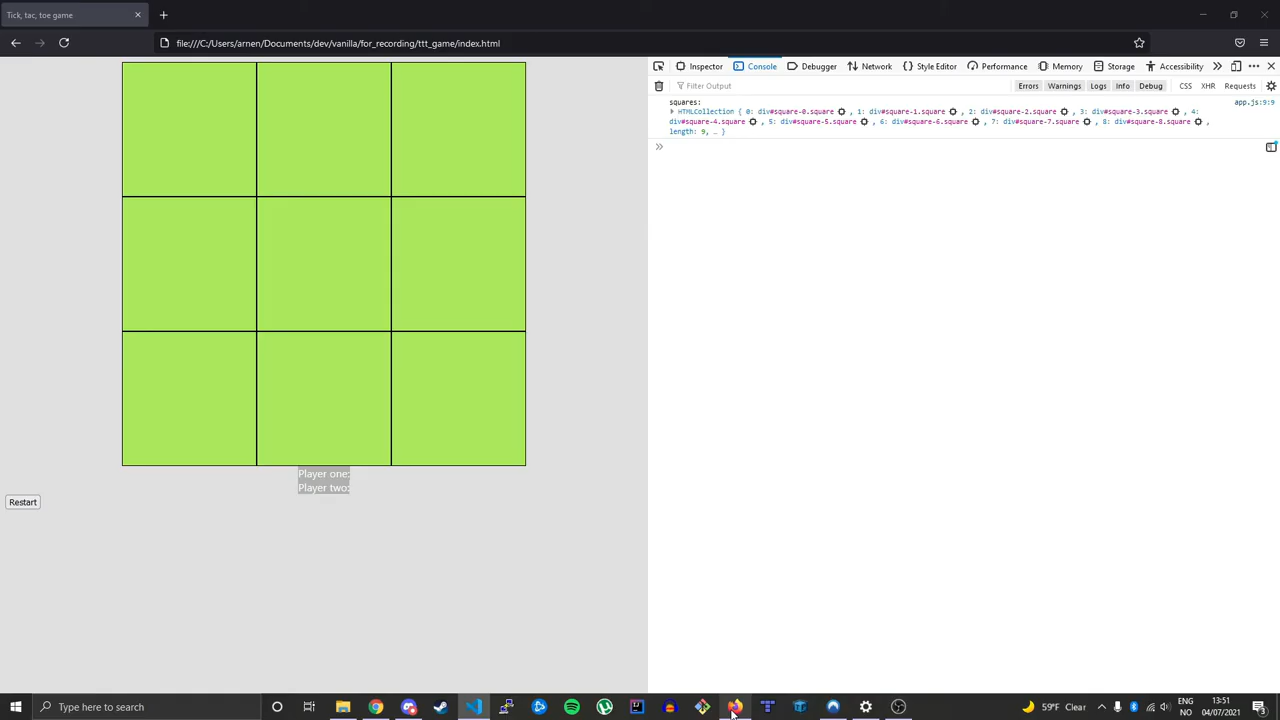 Tick, tac, toe game
file:///C:/Users/arnen/Documents/dev/vanilla/for_recording/ttt_game/index.html
Inspector Console Debugger Network Style Editor Performance Memory Storage Accessibility
Filter Output
Errors Warnings Logs Info Debug CSS XHR Requests
squares: app.js:9:9
HTMLCollection { 0: div#square-0.square , 1: div#square-1.square , 2: div#square-2.square , 3: div#square-3.square , 4:
div#square-4.square , 5: div#square-5.square , 6: div#square-6.square , 7: div#square-7.square , 8: div#square-8.square ,
length: 9, … }
Player one:
Player two:
Restart
Type here to search
59°F Clear
ENG
NO
13:51
04/07/2021